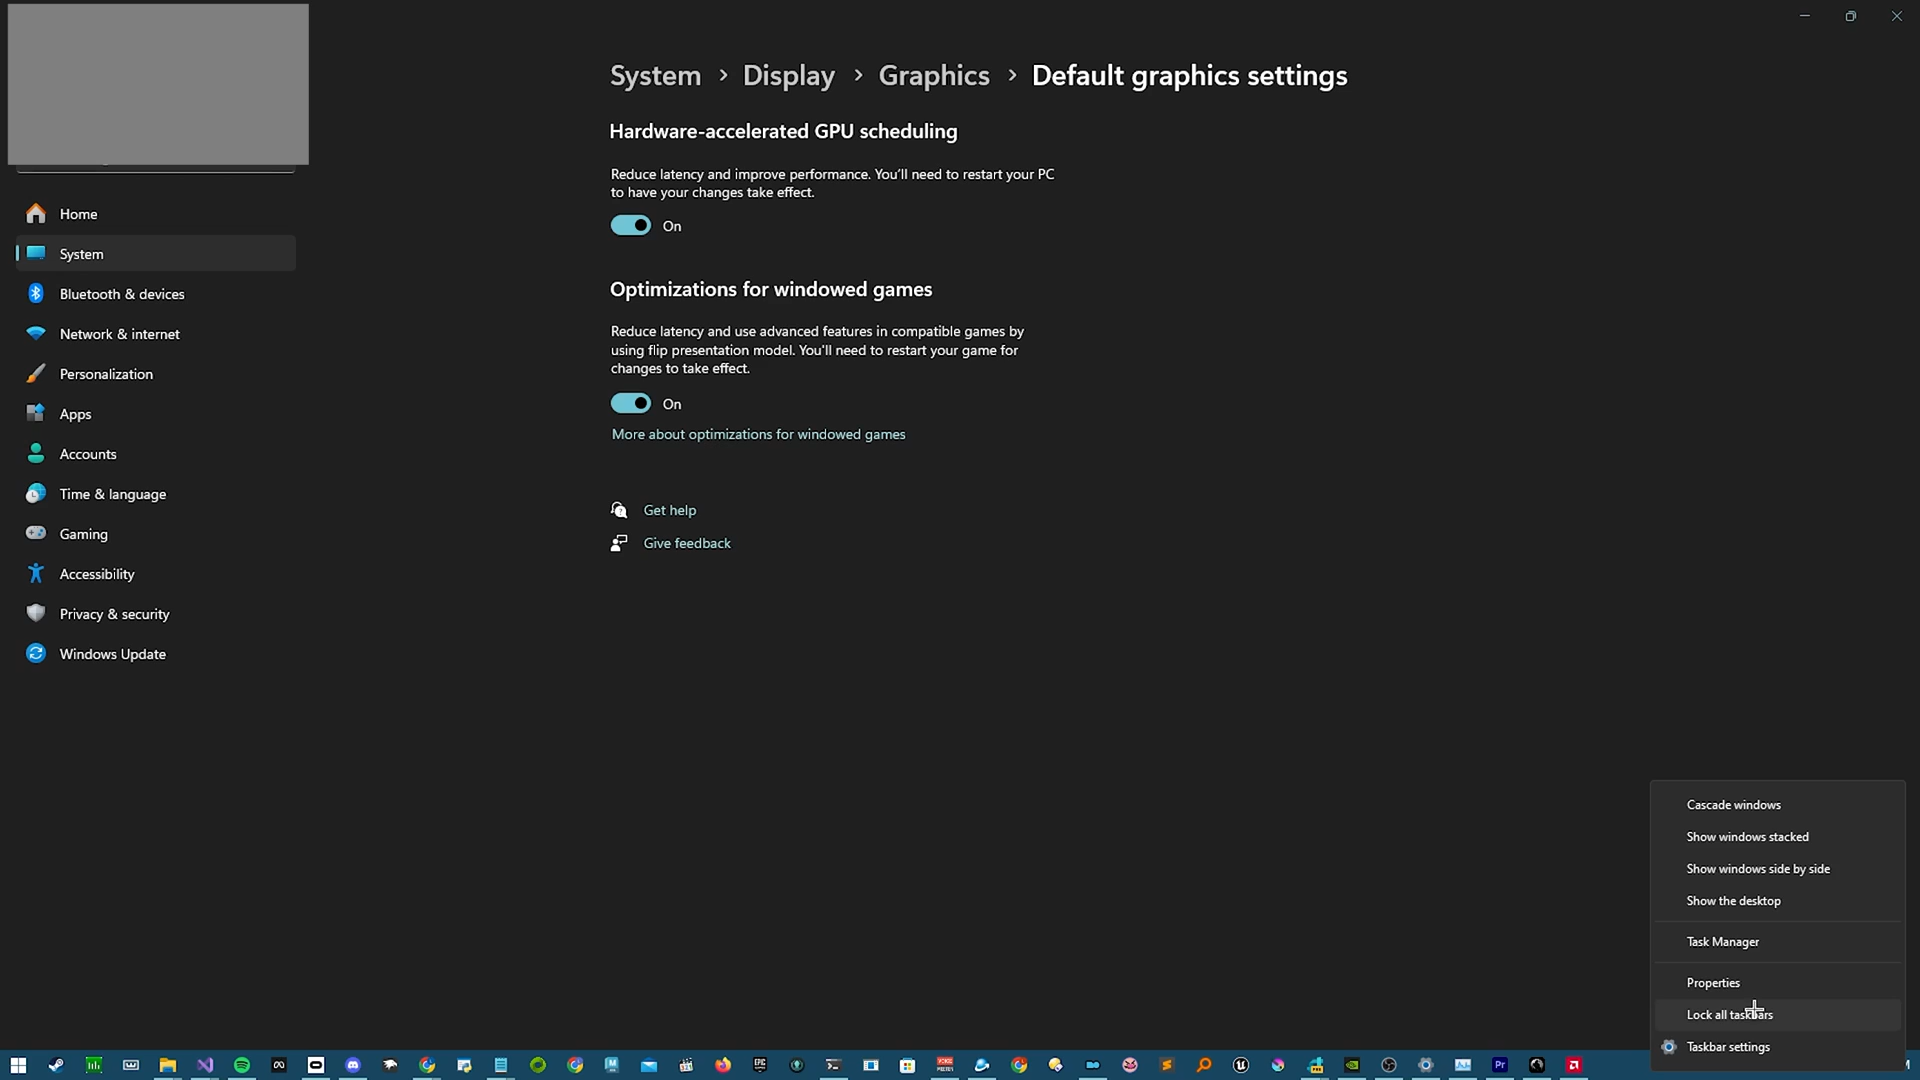 System > Display > Graphics > Default graphics settings
Hardware-accelerated GPU scheduling
Reduce latency and improve performance. You'll need to restart your PC
to have your changes take effect.
On
Optimizations for windowed games
Reduce latency and use advanced features in compatible games by
using flip presentation model. You'll need to restart your game for
changes to take effect.
On
More about optimizations for windowed games
Get help
Give feedback
Home
System
Bluetooth & devices
Network & internet
Personalization
Apps
Accounts
Time & language
Gaming
Accessibility
Privacy & security
Windows Update
Cascade windows
Show windows stacked
Show windows side by side
Show the desktop
Task Manager
Properties
Lock all taskbars
Taskbar settings
Pr